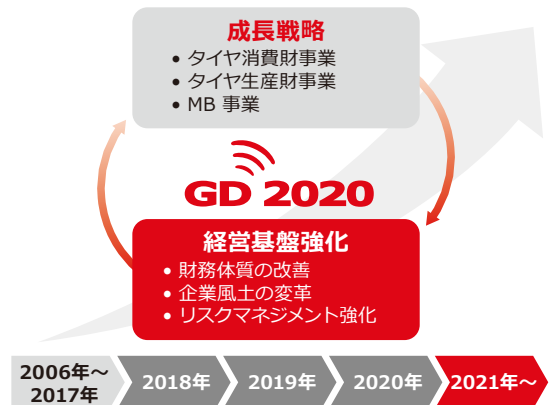 成長戦略
• タイヤ消費財事業
• タイヤ生産財事業
• MB 事業
GD 2020
経営基盤強化
• 財務体質の改善
• 企業風土の変革
• リスクマネジメント強化
2006年～
2017年
2018年
2019年
2020年
2021年～